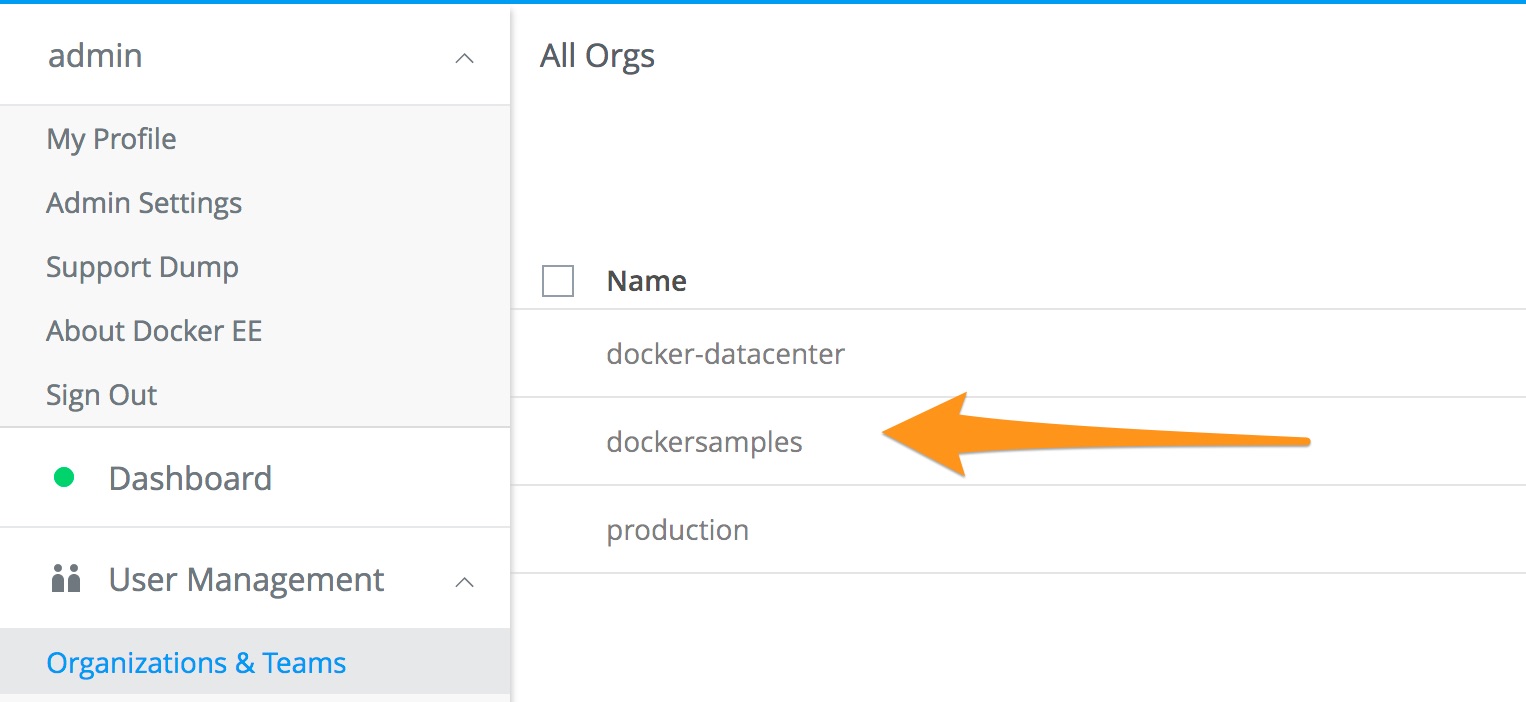 admin
My Profile
Admin Settings
Support Dump
About Docker EE
Sign Out
Dashboard
User Management
Organizations & Teams
All Orgs
Name
docker-datacenter
dockersamples
production